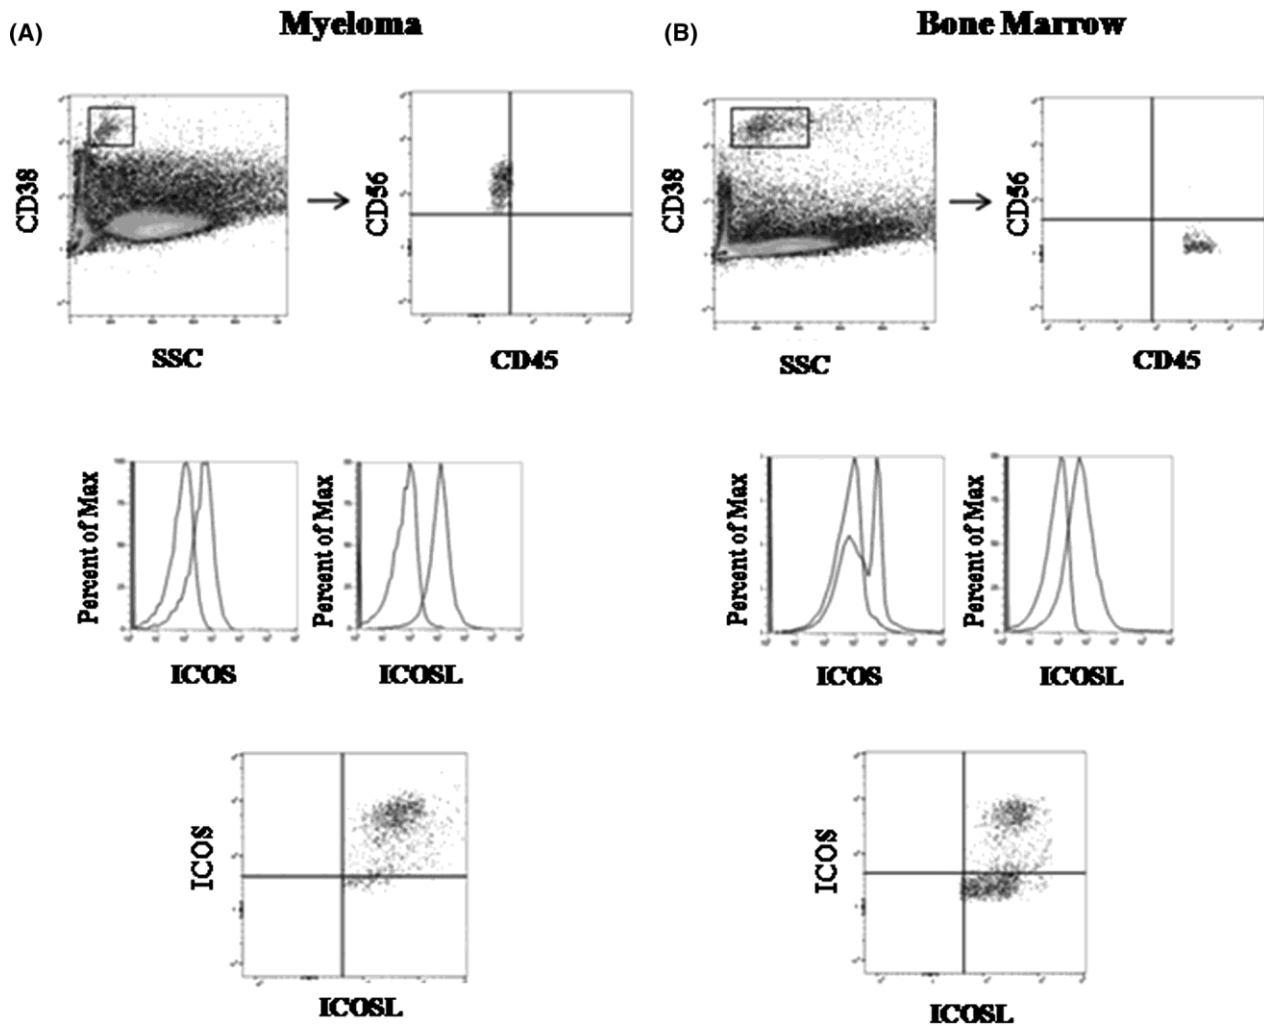 (A)
Myeloma
(B)
Bone Marrow
CD38
SSC
CD56
CD45
CD38
SSC
CD56
CD45
Percent of Max
ICOS
Percent of Max
ICOSL
Percent of Max
ICOS
Percent of Max
ICOSL
ICOS
ICOSL
ICOS
ICOSL